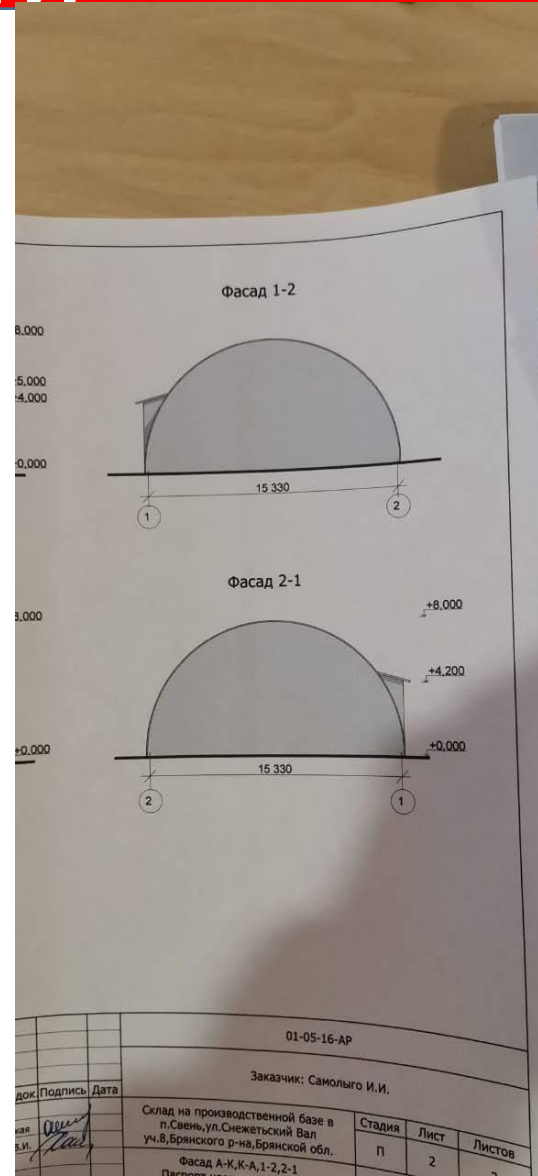 Фасад 1-2
8.000
5.000
4.000
0.000
15 330
1
2
Фасад 2-1
+8,000
3.000
+4,200
+0.000
+0,000
15 330
2
1
01-05-16-АР
Заказчик: Самолыго И.И.
док.
Подпись
Дата
кая
в.И.
Склад на производственной базе в
п.Свень,ул.Снежетьский Вал
уч.8,Брянского р-на,Брянской обл.
Стадия
Лист
Листов
П
2
Фасад А-К,К-А,1-2,2-1